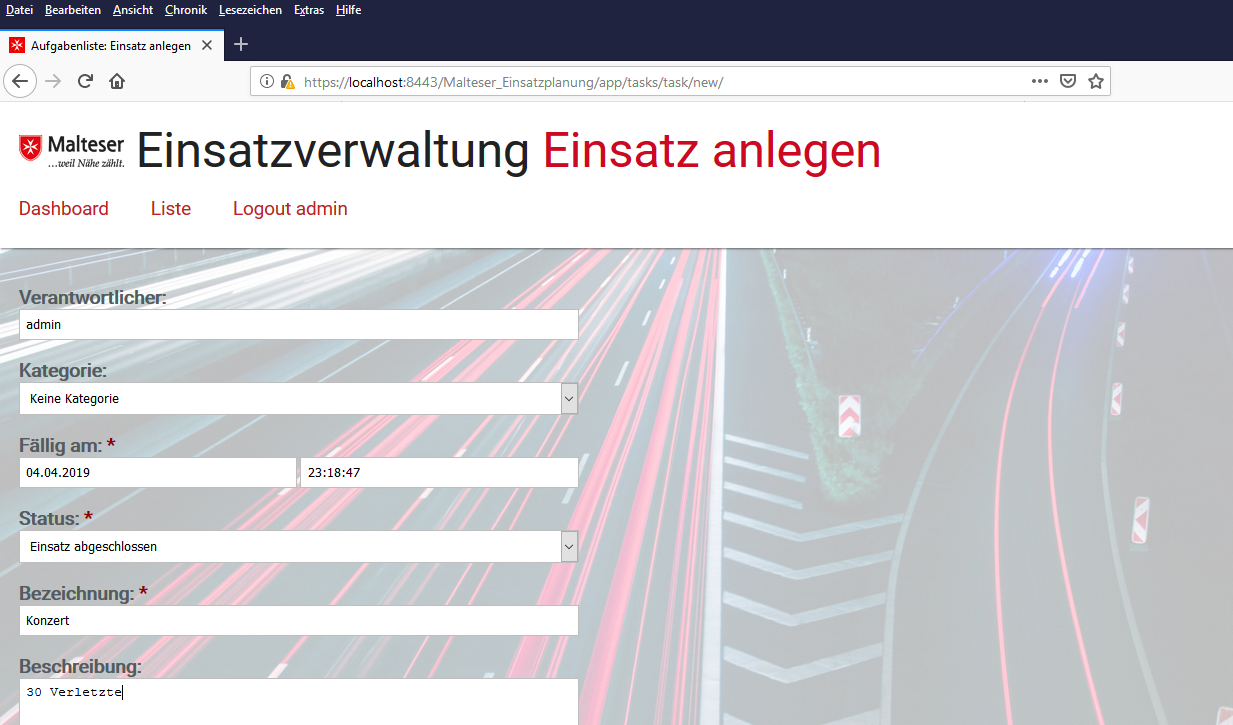 Datei Bearbeiten Ansicht Chronik Lesezeichen Extras Hilfe
Aufgabenliste: Einsatz anlegen
https://localhost:8443/Malteser_Einsatzplanung/app/tasks/task/new/
Malteser
...weil Nähe zählt.
Einsatzverwaltung Einsatz anlegen
Dashboard Liste Logout admin
Verantwortlicher:
admin
Kategorie:
Keine Kategorie
Fällig am: *
04.04.2019 23:18:47
Status: *
Einsatz abgeschlossen
Bezeichnung: *
Konzert
Beschreibung:
30 Verletzte